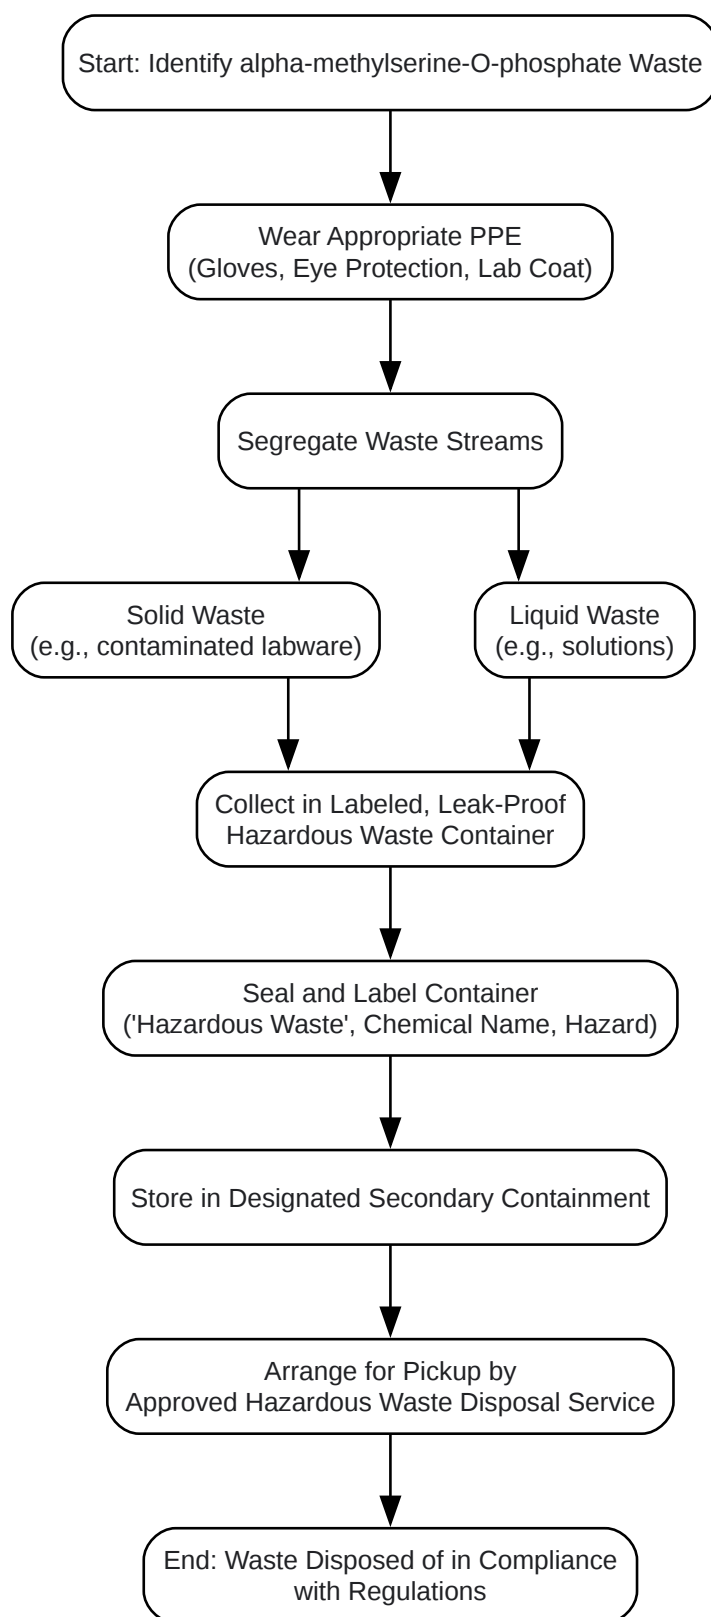 Start: Identify alpha-methylserine-O-phosphate Waste
Wear Appropriate PPE
(Gloves, Eye Protection, Lab Coat)
Segregate Waste Streams
Solid Waste
(e.g., contaminated labware)
Liquid Waste
(e.g., solutions)
Collect in Labeled, Leak-Proof
Hazardous Waste Container
Seal and Label Container
('Hazardous Waste', Chemical Name, Hazard)
Store in Designated Secondary Containment
Arrange for Pickup by
Approved Hazardous Waste Disposal Service
End: Waste Disposed of in Compliance
with Regulations